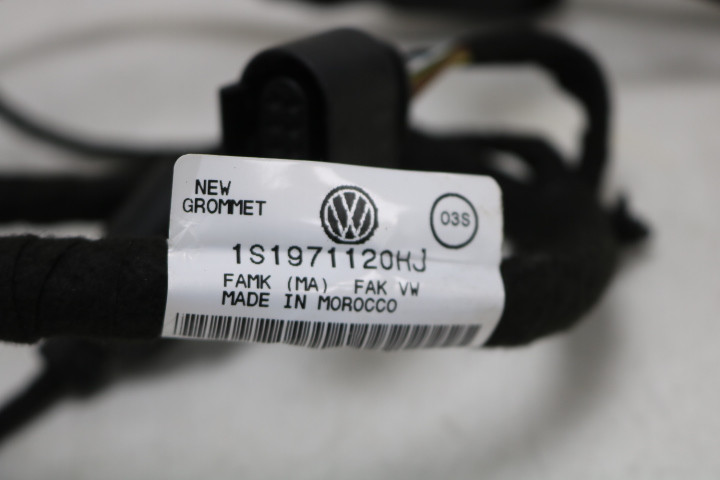 NEW
GROMMET
03S
1S1971120HJ
FAMK (MA) FAK VW
MADE IN MOROCCO